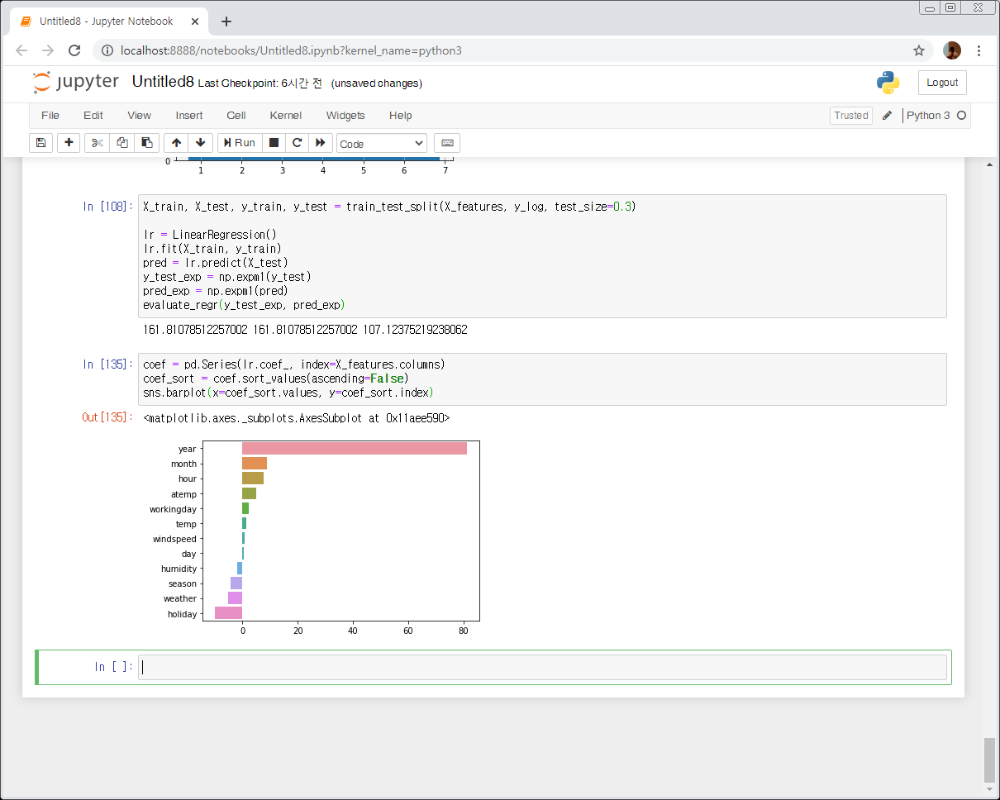 Untitled8 - Jupyter Notebook
localhost:8888/notebooks/Untitled8.ipynb?kernel_name=python3
jupyter Untitled8 Last Checkpoint: 6시간 전 (unsaved changes) Logout
File Edit View Insert Cell Kernel Widgets Help Trusted Python 3
Run Code
0
1 2 3 4 5 6 7
In [108]: X_train, X_test, y_train, y_test = train_test_split(X_features, y_log, test_size=0.3)
lr = LinearRegression()
lr.fit(X_train, y_train)
pred = lr.predict(X_test)
y_test_exp = np.expm1(y_test)
pred_exp = np.expm1(pred)
evaluate_regr(y_test_exp, pred_exp)
161.81078512257002 161.81078512257002 107.12375219238062
In [135]: coef = pd.Series(lr.coef_, index=X_features.columns)
coef_sort = coef.sort_values(ascending=False)
sns.barplot(x=coef_sort.values, y=coef_sort.index)
Out[135]: <matplotlib.axes._subplots.AxesSubplot at 0x11aee590>
year
month
hour
atemp
workingday
temp
windspeed
day
humidity
season
weather
holiday
0 20 40 60 80
In [ ]: